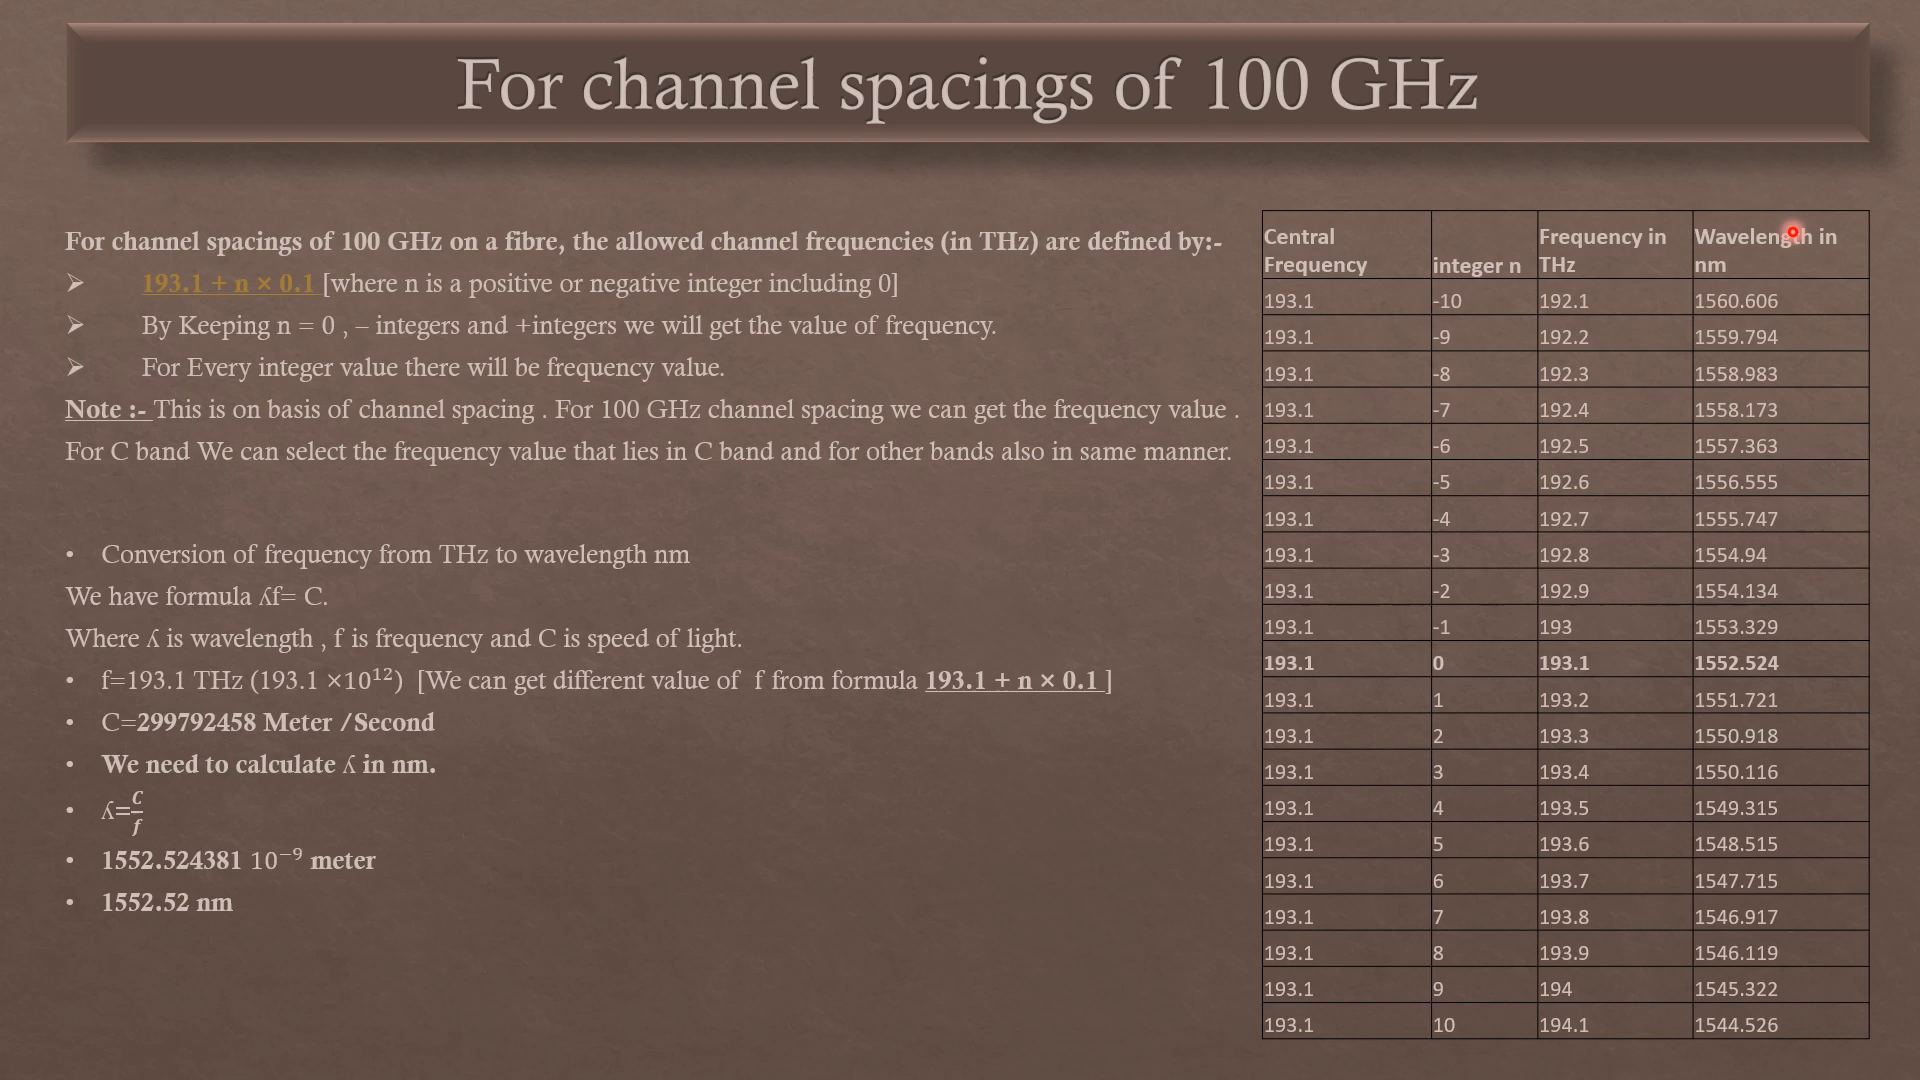 For channel spacings of 100 GHz
For channel spacings of 100 GHz on a fibre, the allowed channel frequencies (in THz) are defined by:-
➢ 193.1 + n × 0.1 [where n is a positive or negative integer including 0]
➢ By Keeping n = 0 , – integers and +integers we will get the value of frequency.
➢ For Every integer value there will be frequency value.
Note :- This is on basis of channel spacing . For 100 GHz channel spacing we can get the frequency value .
For C band We can select the frequency value that lies in C band and for other bands also in same manner.
• Conversion of frequency from THz to wavelength nm
We have formula ʎf= C.
Where ʎ is wavelength , f is frequency and C is speed of light.
• f=193.1 THz (193.1 ×10¹²) [We can get different value of f from formula 193.1 + n × 0.1 ]
• C=299792458 Meter /Second
• We need to calculate ʎ in nm.
• ʎ=C/f
• 1552.524381 10⁻⁹ meter
• 1552.52 nm
Central Frequency integer n Frequency in THz Wavelength in nm
193.1 -10 192.1 1560.606
193.1 -9 192.2 1559.794
193.1 -8 192.3 1558.983
193.1 -7 192.4 1558.173
193.1 -6 192.5 1557.363
193.1 -5 192.6 1556.555
193.1 -4 192.7 1555.747
193.1 -3 192.8 1554.94
193.1 -2 192.9 1554.134
193.1 -1 193 1553.329
193.1 0 193.1 1552.524
193.1 1 193.2 1551.721
193.1 2 193.3 1550.918
193.1 3 193.4 1550.116
193.1 4 193.5 1549.315
193.1 5 193.6 1548.515
193.1 6 193.7 1547.715
193.1 7 193.8 1546.917
193.1 8 193.9 1546.119
193.1 9 194 1545.322
193.1 10 194.1 1544.526